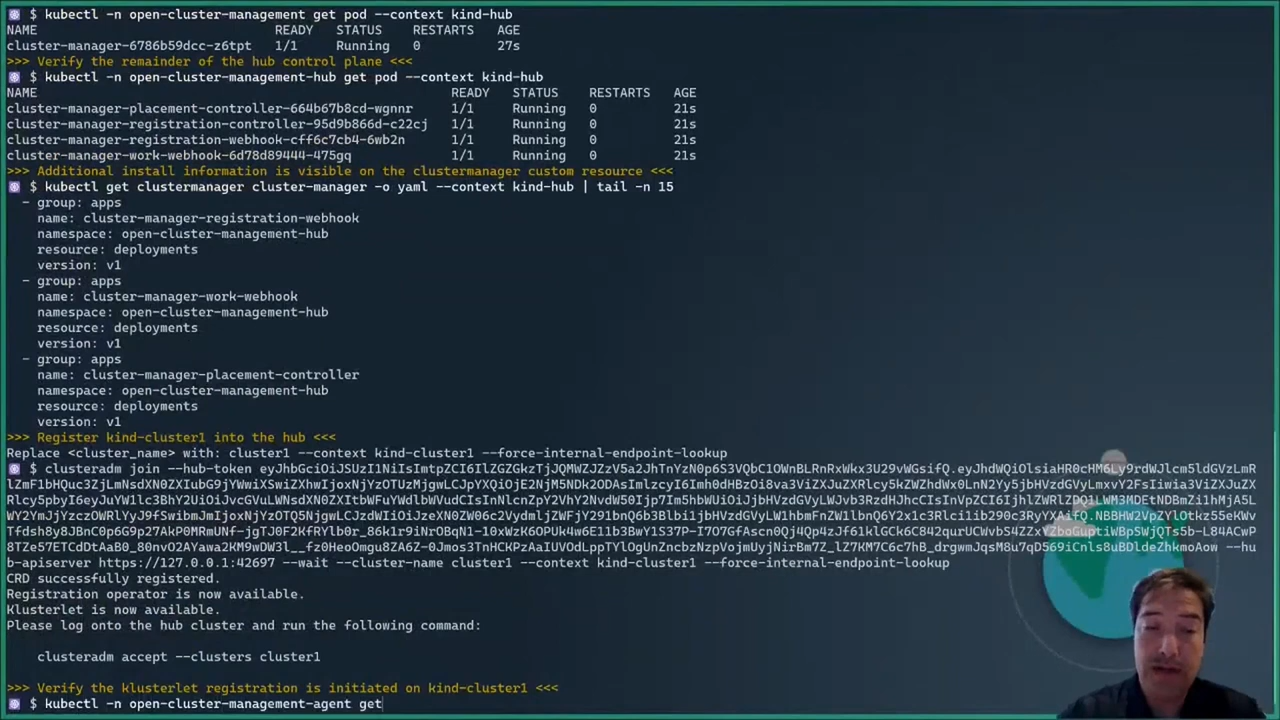 $ kubectl -n open-cluster-management get pod --context kind-hub
NAME READY STATUS RESTARTS AGE
cluster-manager-6786b59dcc-z6tpt 1/1 Running 0 27s
>>> Verify the remainder of the hub control plane <<<
$ kubectl -n open-cluster-management-hub get pod --context kind-hub
NAME READY STATUS RESTARTS AGE
cluster-manager-placement-controller-664b67b8cd-wgnnr 1/1 Running 0 21s
cluster-manager-registration-controller-95d9b866d-c22cj 1/1 Running 0 21s
cluster-manager-registration-webhook-cff6c7cb4-6wb2n 1/1 Running 0 21s
cluster-manager-work-webhook-6d78d89444-475gq 1/1 Running 0 21s
>>> Additional install information is visible on the clustermanager custom resource <<<
$ kubectl get clustermanager cluster-manager -o yaml --context kind-hub | tail -n 15
- group: apps
name: cluster-manager-registration-webhook
namespace: open-cluster-management-hub
resource: deployments
version: v1
- group: apps
name: cluster-manager-work-webhook
namespace: open-cluster-management-hub
resource: deployments
version: v1
- group: apps
name: cluster-manager-placement-controller
namespace: open-cluster-management-hub
resource: deployments
version: v1
>>> Register kind-cluster1 into the hub <<<
Replace <cluster_name> with: cluster1 --context kind-cluster1 --force-internal-endpoint-lookup
$ clusteradm join --hub-token
--hu
b-apiserver https://127.0.0.1:42697 --wait --cluster-name cluster1 --context kind-cluster1 --force-internal-endpoint-lookup
CRD successfully registered.
Registration operator is now available.
Klusterlet is now available.
Please log onto the hub cluster and run the following command:
clusteradm accept --clusters cluster1
>>> Verify the klusterlet registration is initiated on kind-cluster1 <<<
$ kubectl -n open-cluster-management-agent get